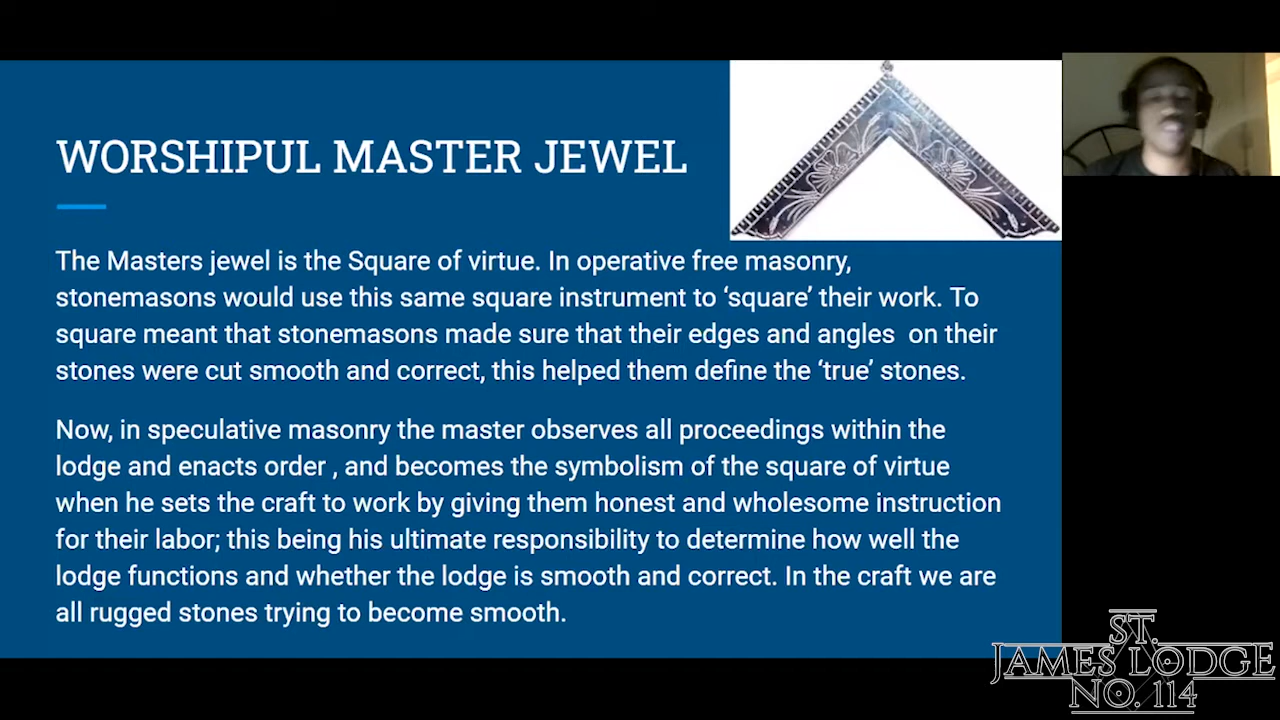 WORSHIPUL MASTER JEWEL
The Masters jewel is the Square of virtue. In operative free masonry,
stonemasons would use this same square instrument to ‘square’ their work. To
square meant that stonemasons made sure that their edges and angles on their
stones were cut smooth and correct, this helped them define the ‘true’ stones.
Now, in speculative masonry the master observes all proceedings within the
lodge and enacts order , and becomes the symbolism of the square of virtue
when he sets the craft to work by giving them honest and wholesome instruction
for their labor; this being his ultimate responsibility to determine how well the
lodge functions and whether the lodge is smooth and correct. In the craft we are
all rugged stones trying to become smooth.
ST.
JAMES LODGE
NO. 114